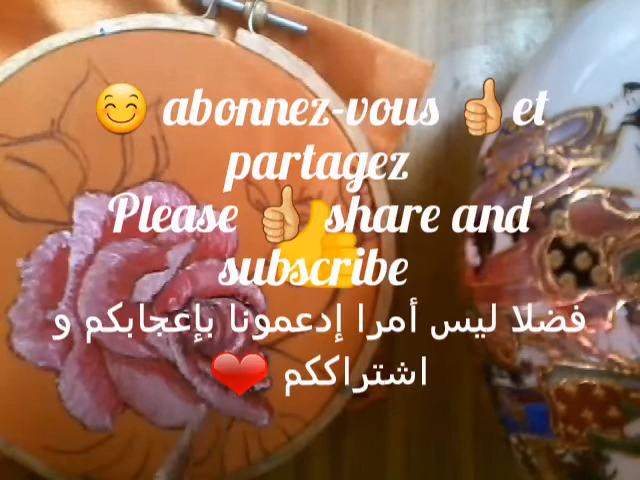 😊 abonnez-vous 👍et
partagez
Please 👍 share and
subscribe 👍
فضلا ليس أمرا إدعمونا بإعجابكم و
اشتراككم ❤